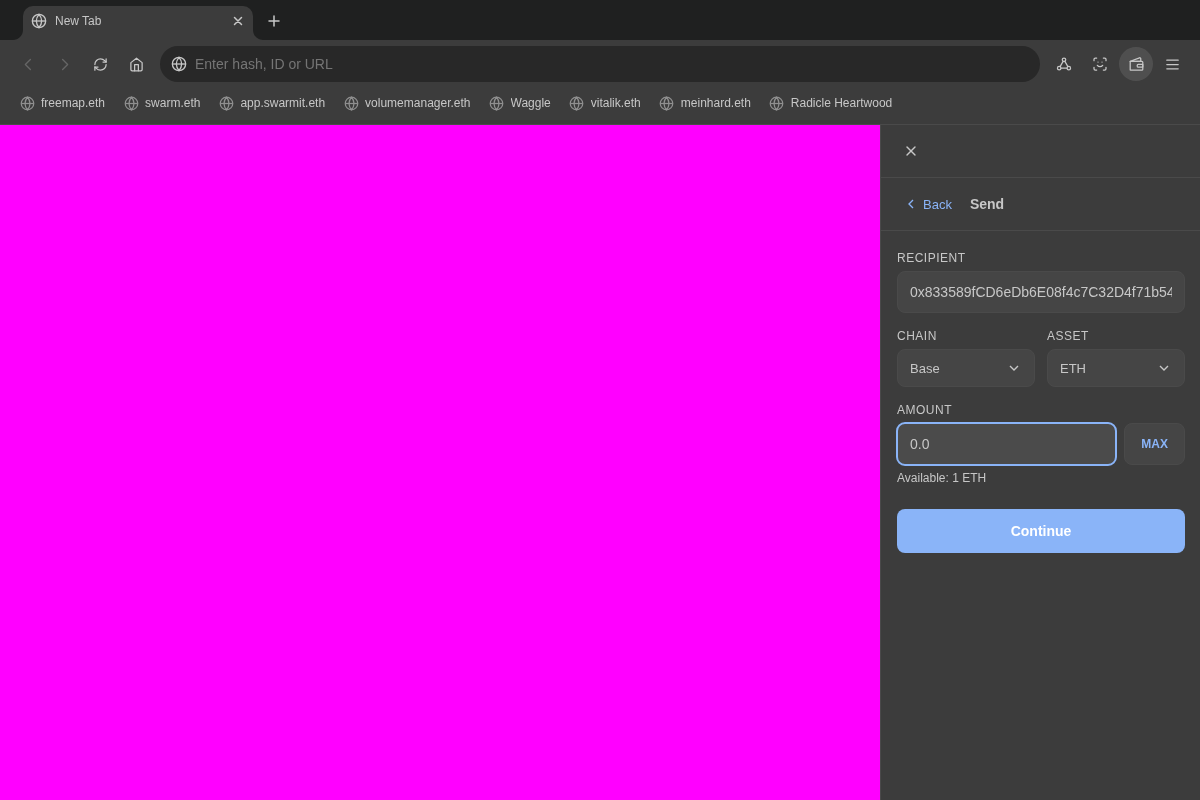 New Tab
Enter hash, ID or URL
freemap.eth swarm.eth app.swarmit.eth volumemanager.eth Waggle vitalik.eth meinhard.eth Radicle Heartwood
Back Send
RECIPIENT
0x833589fCD6eDb6E08f4c7C32D4f71b54
CHAIN ASSET
Base ETH
AMOUNT
0.0 MAX
Available: 1 ETH
Continue